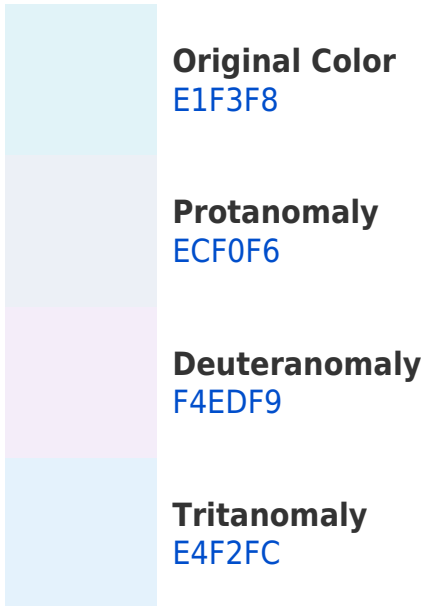 Original Color
E1F3F8
Protanomaly
ECF0F6
Deuteranomaly
F4EDF9
Tritanomaly
E4F2FC